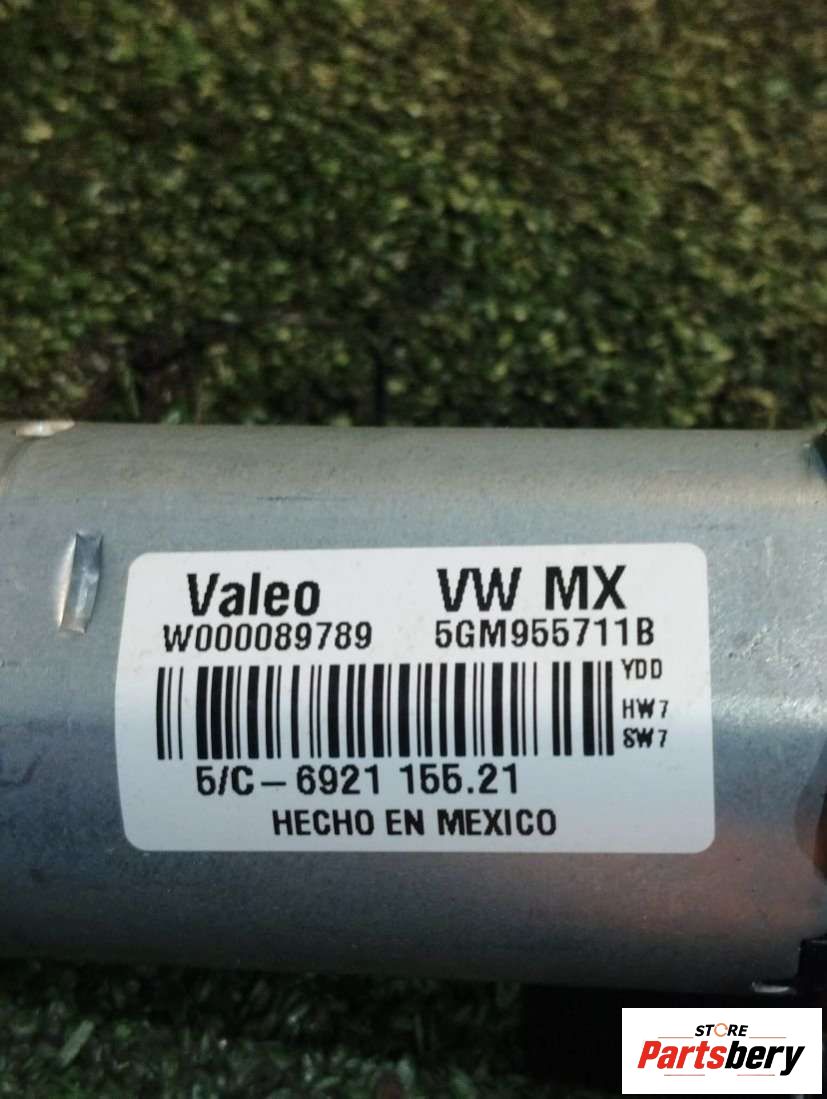 Valeo VW MX
W000089789 5GM955711B
YDD
HW7
SW7
5/C-6921 155.21
HECHO EN MEXICO
STORE
Partsbery